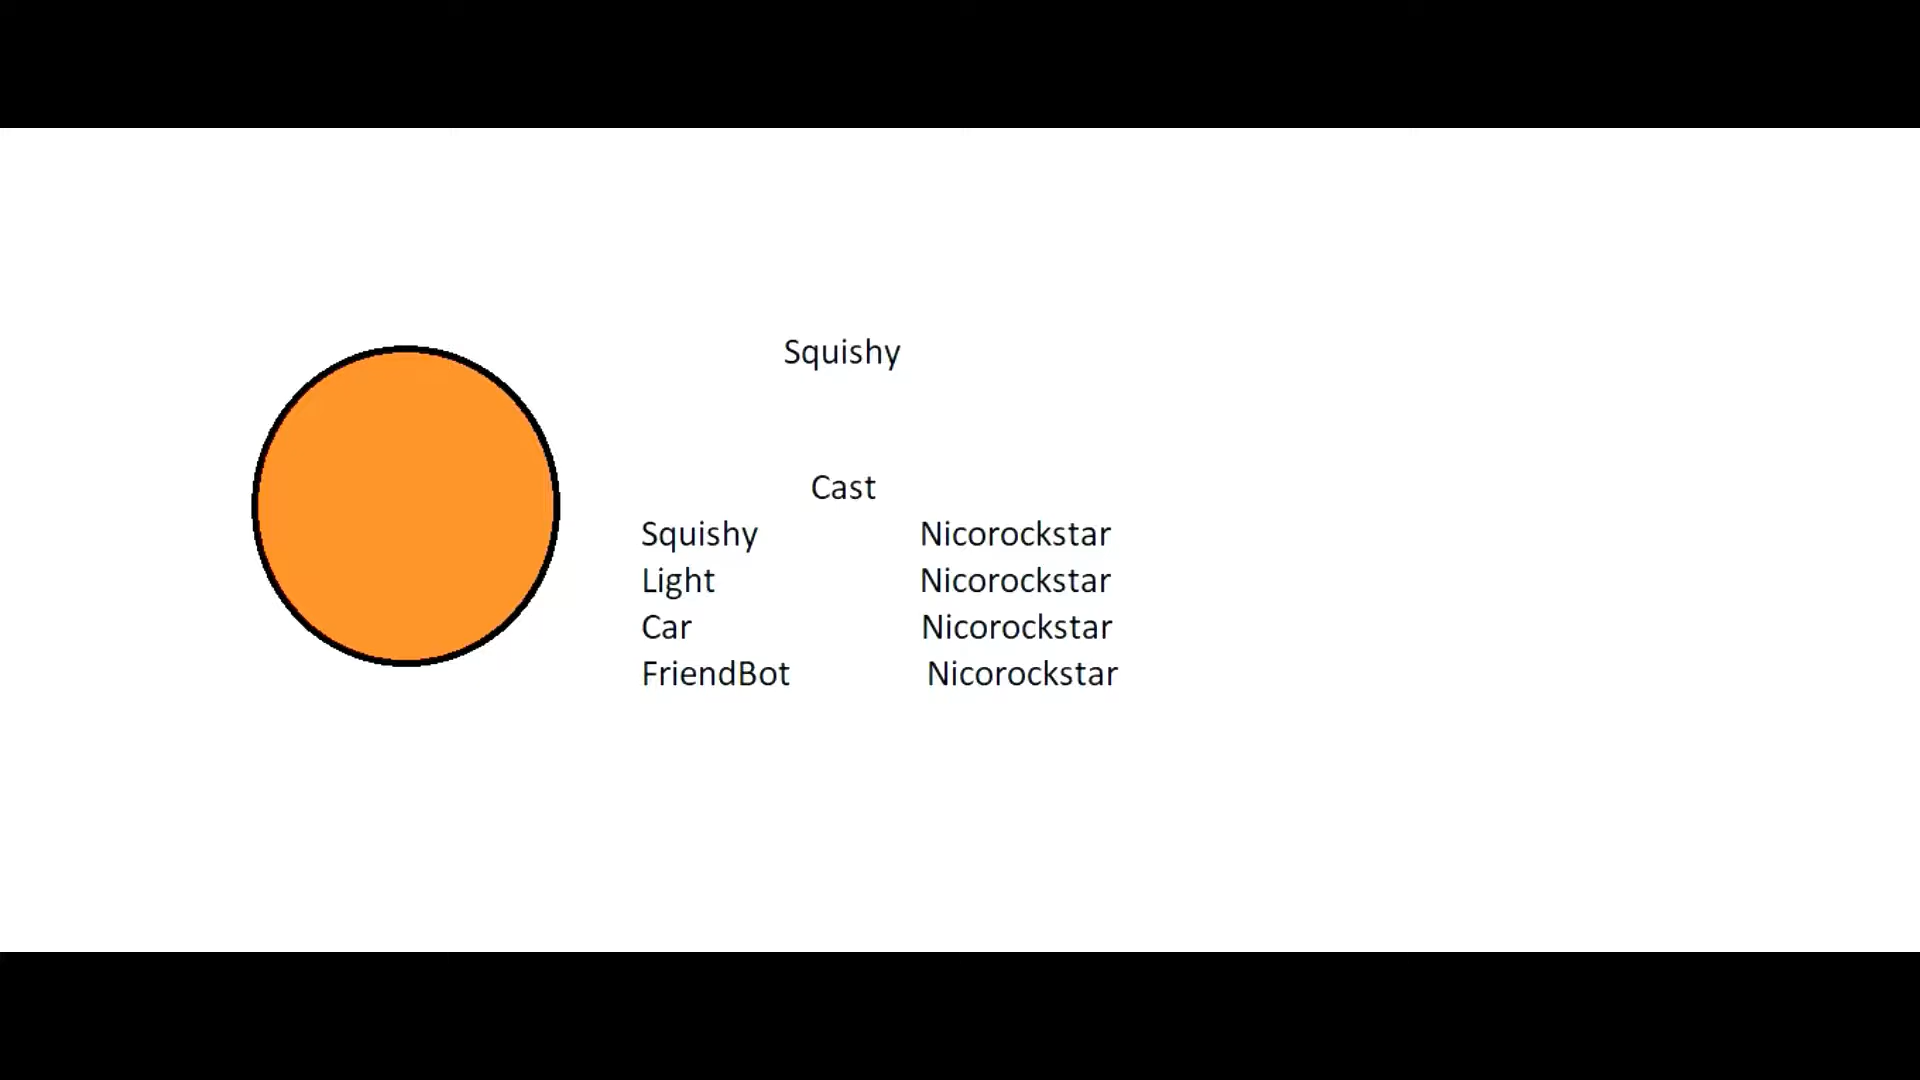 Squishy
Cast
Squishy Nicorockstar
Light Nicorockstar
Car Nicorockstar
FriendBot Nicorockstar